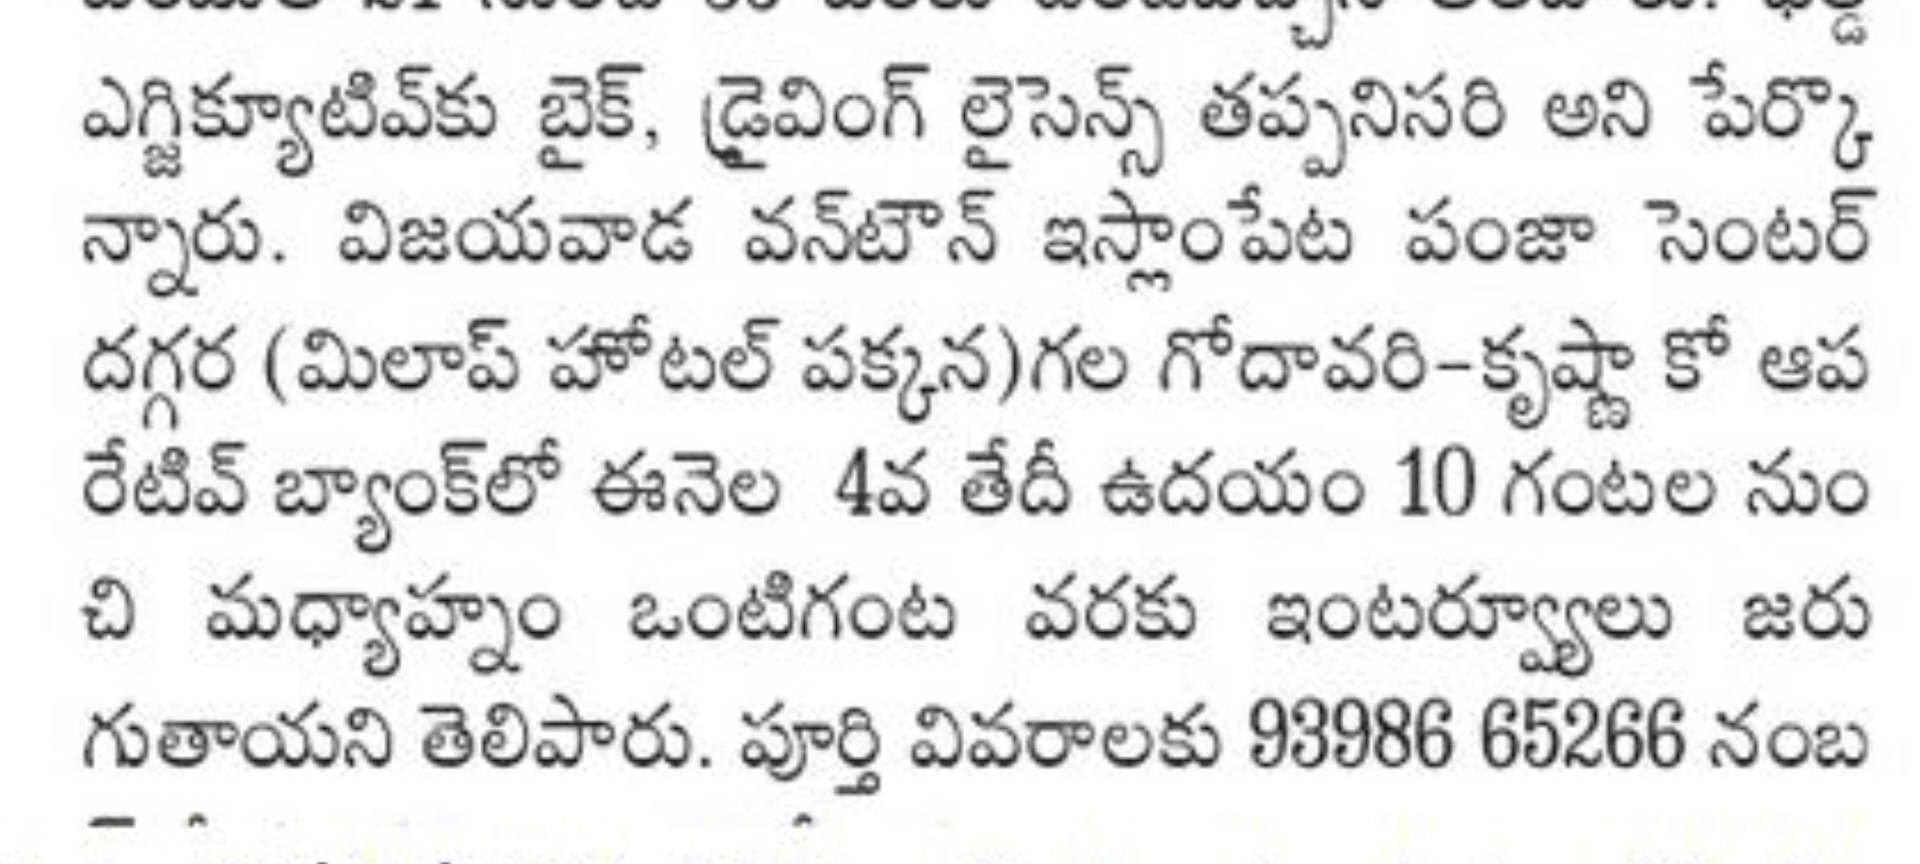 ఎగ్జిక్యూటివ్‌కు బైక్, డ్రైవింగ్ లైసెన్స్ తప్పనిసరి అని పేర్కొ
న్నారు. విజయవాడ వన్‌టౌన్ ఇస్లాంపేట పంజా సెంటర్
దగ్గర (మిలాప్ హోటల్ పక్కన)గల గోదావరి-కృష్ణా కో ఆప
రేటివ్ బ్యాంక్‌లో ఈనెల 4వ తేదీ ఉదయం 10 గంటల నుం
చి మధ్యాహ్నం ఒంటిగంట వరకు ఇంటర్వ్యూలు జరు
గుతాయని తెలిపారు. పూర్తి వివరాలకు 93986 65266 నంబ